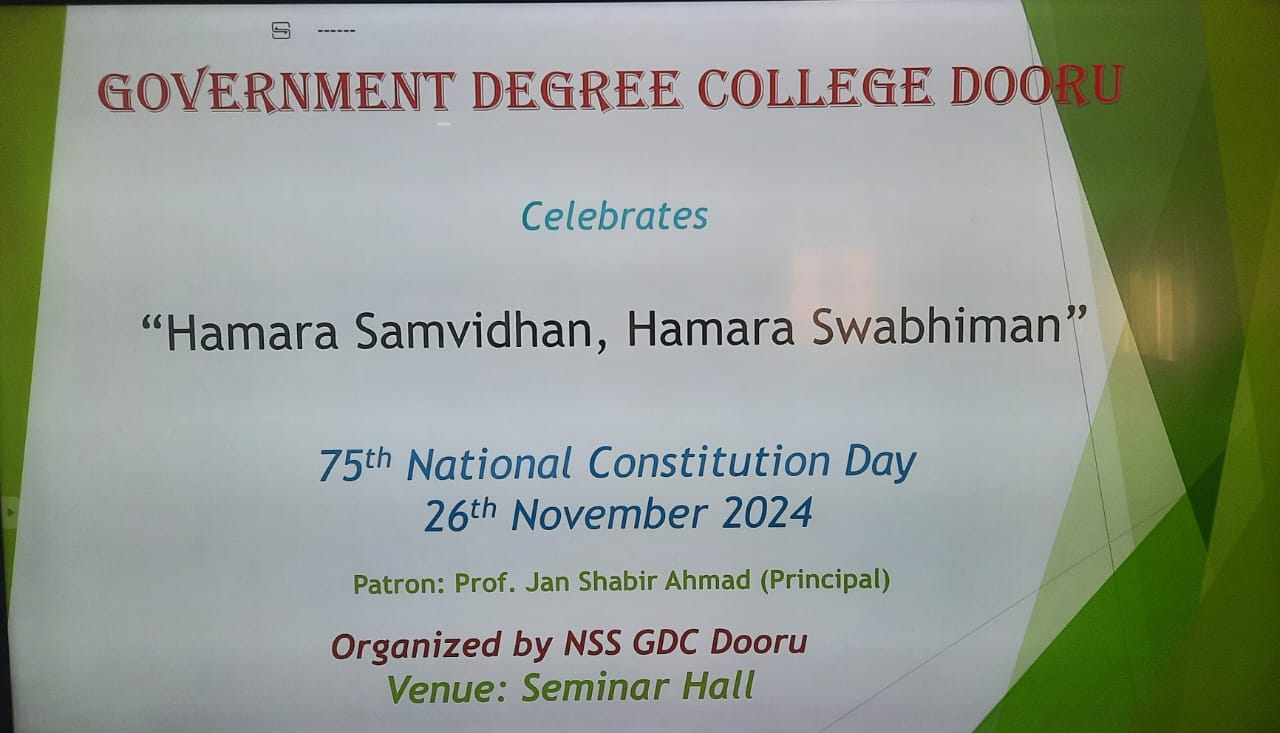 ------
GOVERNMENT DEGREE COLLEGE DOORU
Celebrates
“Hamara Samvidhan, Hamara Swabhiman”
75th National Constitution Day
26th November 2024
Patron: Prof. Jan Shabir Ahmad (Principal)
Organized by NSS GDC Dooru
Venue: Seminar Hall